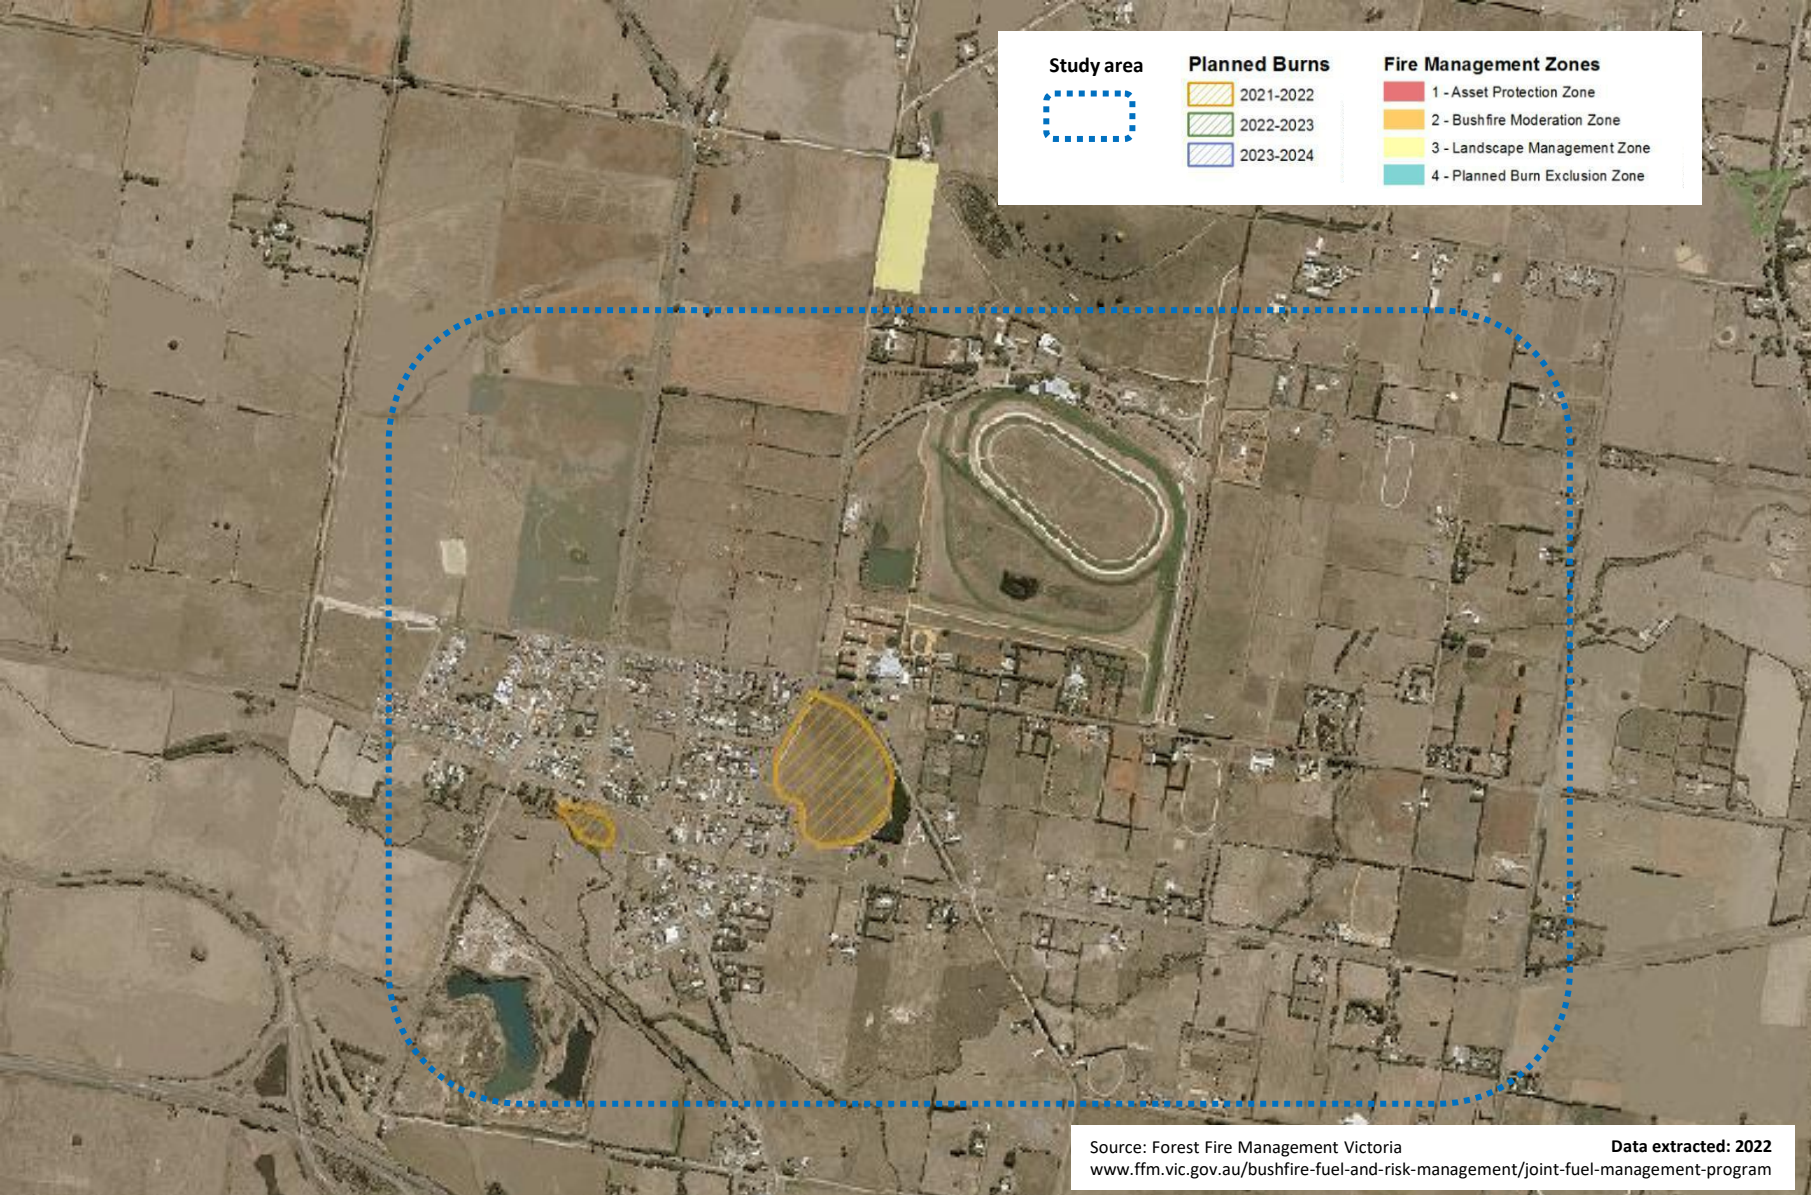 Study area
Planned Burns
2021-2022
2022-2023
2023-2024
Fire Management Zones
1 - Asset Protection Zone
2 - Bushfire Moderation Zone
3 - Landscape Management Zone
4 - Planned Burn Exclusion Zone
Source: Forest Fire Management Victoria
Data extracted: 2022
www.ffm.vic.gov.au/bushfire-fuel-and-risk-management/joint-fuel-management-program